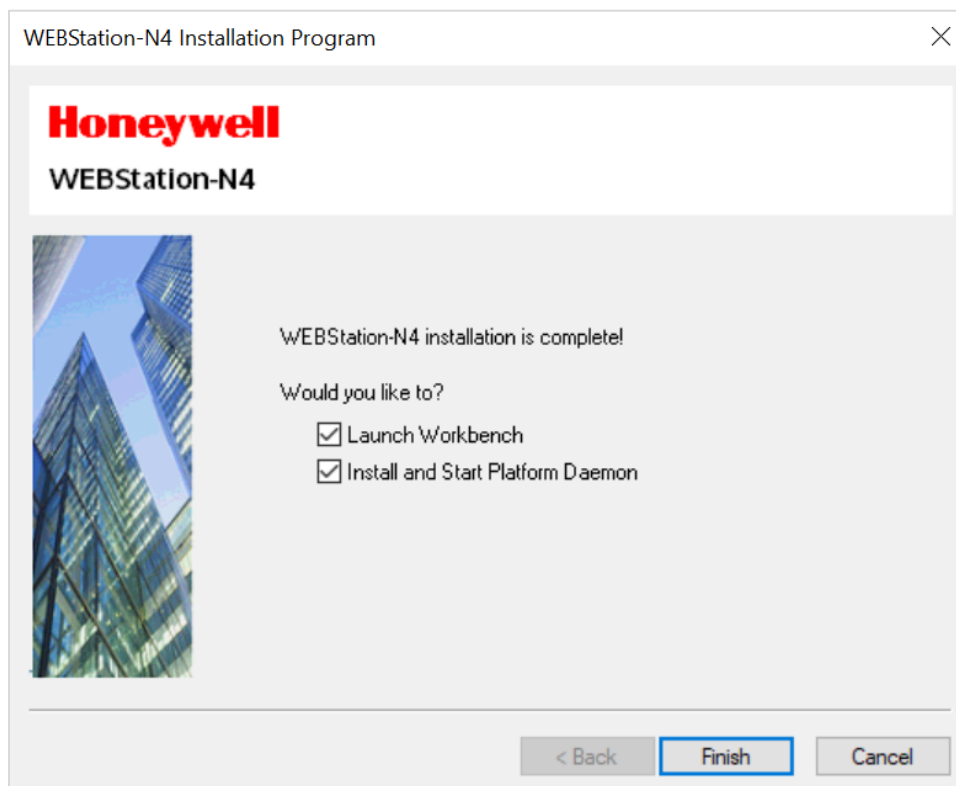 WEBStation-N4 Installation Program
Honeywell
WEBStation-N4
WEBStation-N4 installation is complete!
Would you like to?
Launch Workbench
Install and Start Platform Daemon
< Back Finish Cancel